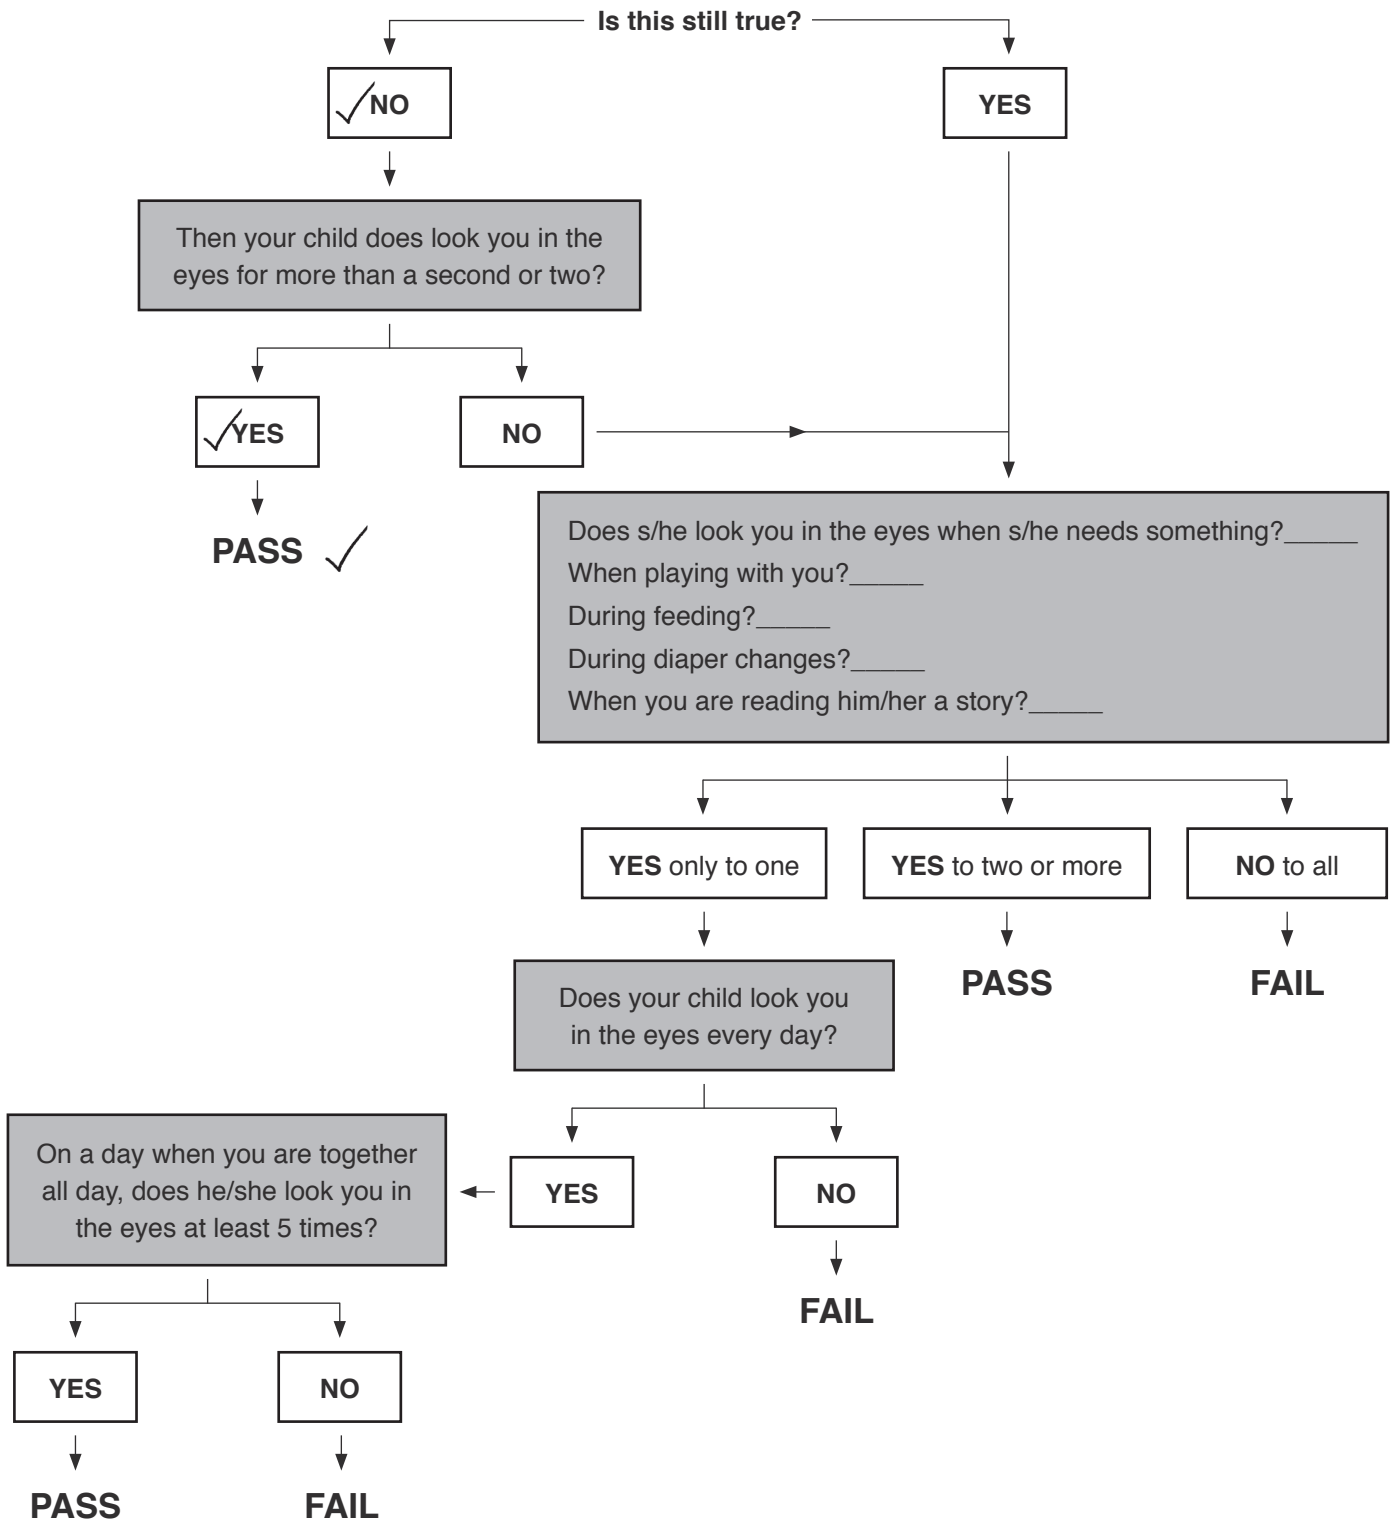 Is this still true?
✓NO
YES
Then your child does look you in the
eyes for more than a second or two?
✓YES
NO
PASS ✓
Does s/he look you in the eyes when s/he needs something?_____
When playing with you?_____
During feeding?_____
During diaper changes?_____
When you are reading him/her a story?_____
YES only to one
YES to two or more
NO to all
PASS
FAIL
Does your child look you
in the eyes every day?
YES
NO
FAIL
On a day when you are together
all day, does he/she look you in
the eyes at least 5 times?
YES
NO
PASS
FAIL